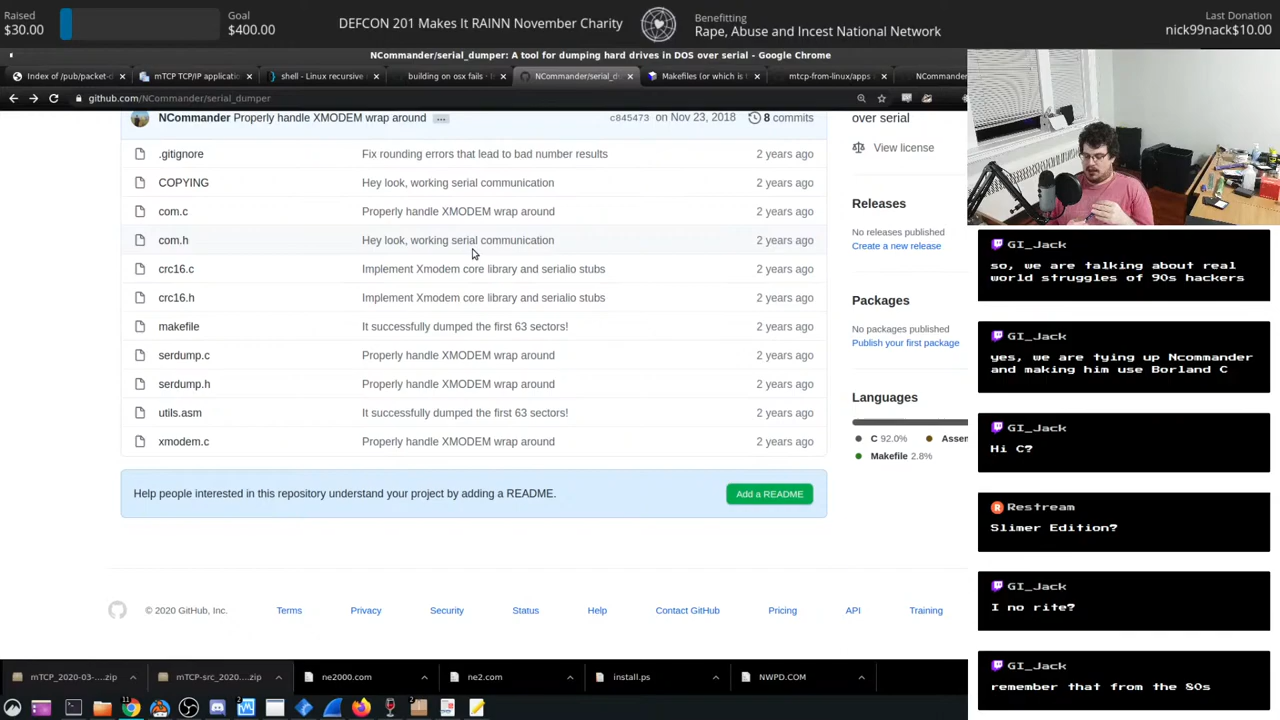 Raised
$30.00
Goal
$400.00
DEFCON 201 Makes It RAINN November Charity
Benefitting
Rape, Abuse and Incest National Network
Last Donation
nick99nack$10.00
NCommander/serial_dumper: A tool for dumping hard drives in DOS over serial - Google Chrome
Index of /pub/packet-d
mTCP TCP/IP applicatio
shell - Linux recursive
building on osx fails
NCommander/serial_du
Makefiles (or which is t
mtcp-from-linux/apps
NComman
github.com/NCommander/serial_dumper
NCommander Properly handle XMODEM wrap around ...
c845473 on Nov 23, 2018
8 commits
.gitignore Fix rounding errors that lead to bad number results 2 years ago
COPYING Hey look, working serial communication 2 years ago
com.c Properly handle XMODEM wrap around 2 years ago
com.h Hey look, working serial communication 2 years ago
crc16.c Implement Xmodem core library and serialio stubs 2 years ago
crc16.h Implement Xmodem core library and serialio stubs 2 years ago
makefile It successfully dumped the first 63 sectors! 2 years ago
serdump.c Properly handle XMODEM wrap around 2 years ago
serdump.h Properly handle XMODEM wrap around 2 years ago
utils.asm It successfully dumped the first 63 sectors! 2 years ago
xmodem.c Properly handle XMODEM wrap around 2 years ago
Help people interested in this repository understand your project by adding a README.
Add a README
over serial
View license
Releases
No releases published
Create a new release
Packages
No packages published
Publish your first package
Languages
C 92.0%
Assem
Makefile 2.8%
© 2020 GitHub, Inc.
Terms
Privacy
Security
Status
Help
Contact GitHub
Pricing
API
Training
mTCP_2020-03-....zip
mTCP-src_2020....zip
ne2000.com
ne2.com
install.ps
NWPD.COM
GI_Jack
so, we are talking about real
world struggles of 90s hackers
GI_Jack
yes, we are tying up Ncommander
and making him use Borland C
GI_Jack
Hi C?
Restream
Slimer Edition?
GI_Jack
I no rite?
GI_Jack
remember that from the 80s